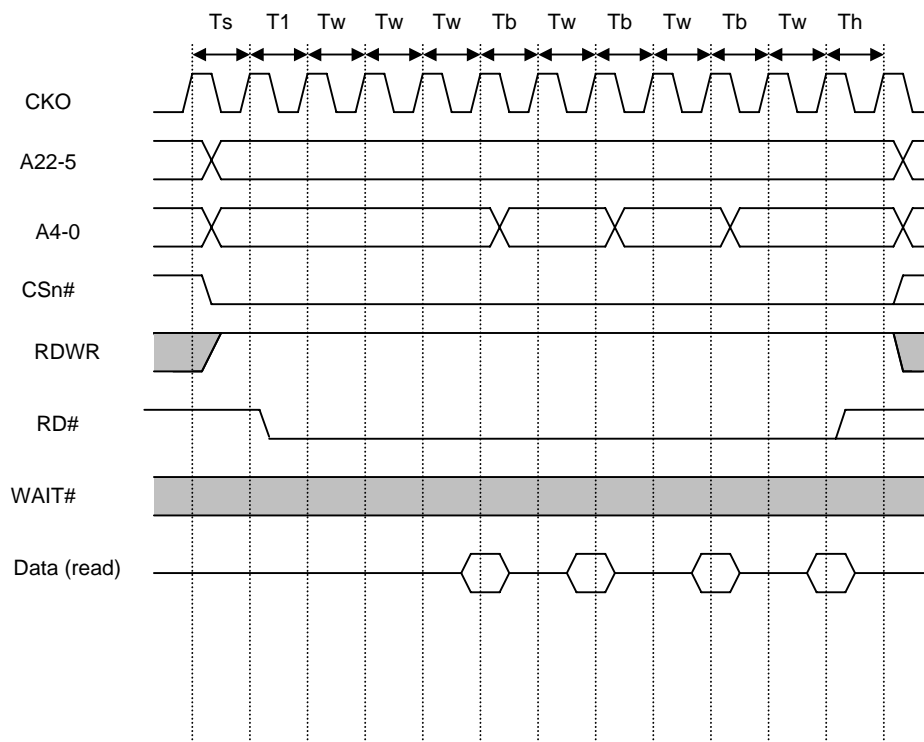 Ts T1 Tw Tw Tw Tb Tw Tb Tw Tb Tw Th
CKO
A22-5
A4-0
CSn#
RDWR
RD#
WAIT#
Data (read)